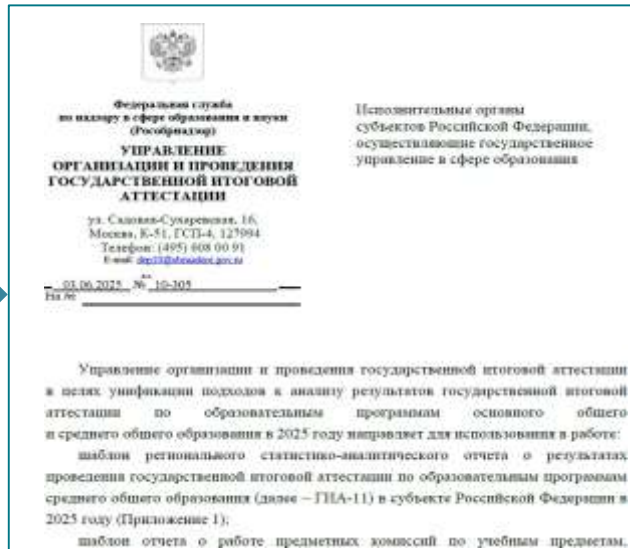 Федеральная служба
по надзору в сфере образования и науки
(Рособрнадзор)
УПРАВЛЕНИЕ
ОРГАНИЗАЦИИ И ПРОВЕДЕНИЯ
ГОСУДАРСТВЕННОЙ ИТОГОВОЙ
АТТЕСТАЦИИ
ул. Садовая-Сухаревская, 16,
Москва, К-51, ГСП-4, 127994
Телефон: (495) 608 00 91
E-mail:
03.06.2025 № 10-305
На №
Исполнительные органы
субъектов Российской Федерации,
осуществляющие государственное
управление в сфере образования
Управление организации и проведения государственной итоговой аттестации
в целях унификации подходов к анализу результатов государственной итоговой
аттестации по образовательным программам основного общего
и среднего общего образования в 2025 году направляет для использования в работе:
шаблон регионального статистико-аналитического отчета о результатах
проведения государственной итоговой аттестации по образовательным программам
среднего общего образования (далее – ГИА-11) в субъекте Российской Федерации в
2025 году (Приложение 1);
шаблон отчета о работе предметных комиссий по учебным предметам,